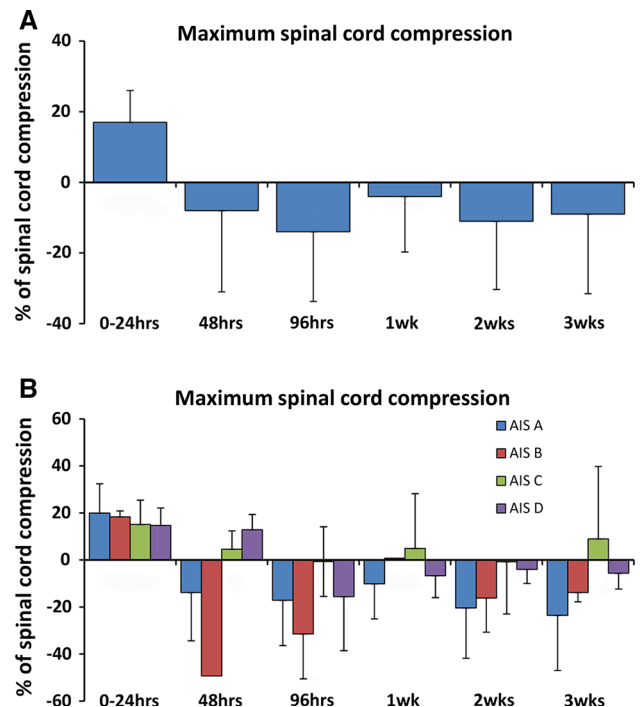 A
Maximum spinal cord compression
% of spinal cord compression
40
20
0
-20
-40
0-24hrs 48hrs 96hrs 1wk 2wks 3wks
B
Maximum spinal cord compression
% of spinal cord compression
60
40
20
0
-20
-40
-60
AIS A
AIS B
AIS C
AIS D
0-24hrs 48hrs 96hrs 1wk 2wks 3wks